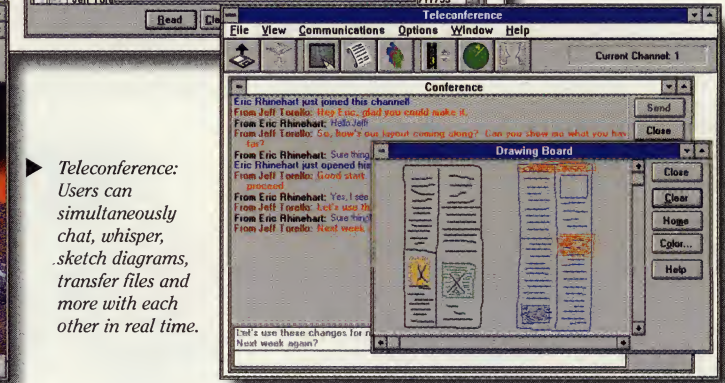 Read
Teleconference
File View Communications Options Window Help
Current Channel: 1
Conference
Eric Rhinehart just joined this channel!
From Jeff Torello: Hey Eric, glad you could make it.
From Eric Rhinehart: Hello Jeff!
From Jeff Torello: So, how's our layout coming along? Can you show me what you have
far?
From Eric Rhinehart: Sure thing
Eric Rhinehart just opened his
From Jeff Torello: Good start
proceed
From Eric Rhinehart: Yes, I see
From Jeff Torello: Let's use th
From Eric Rhinehart: Sure thing!
From Jeff Torello: Next week
Let's use these changes for n
Next week again?
Send
Close
Drawing Board
Close
Clear
Home
Color...
Help
Teleconference:
Users can
simultaneously
chat, whisper,
sketch diagrams,
transfer files and
more with each
other in real time.